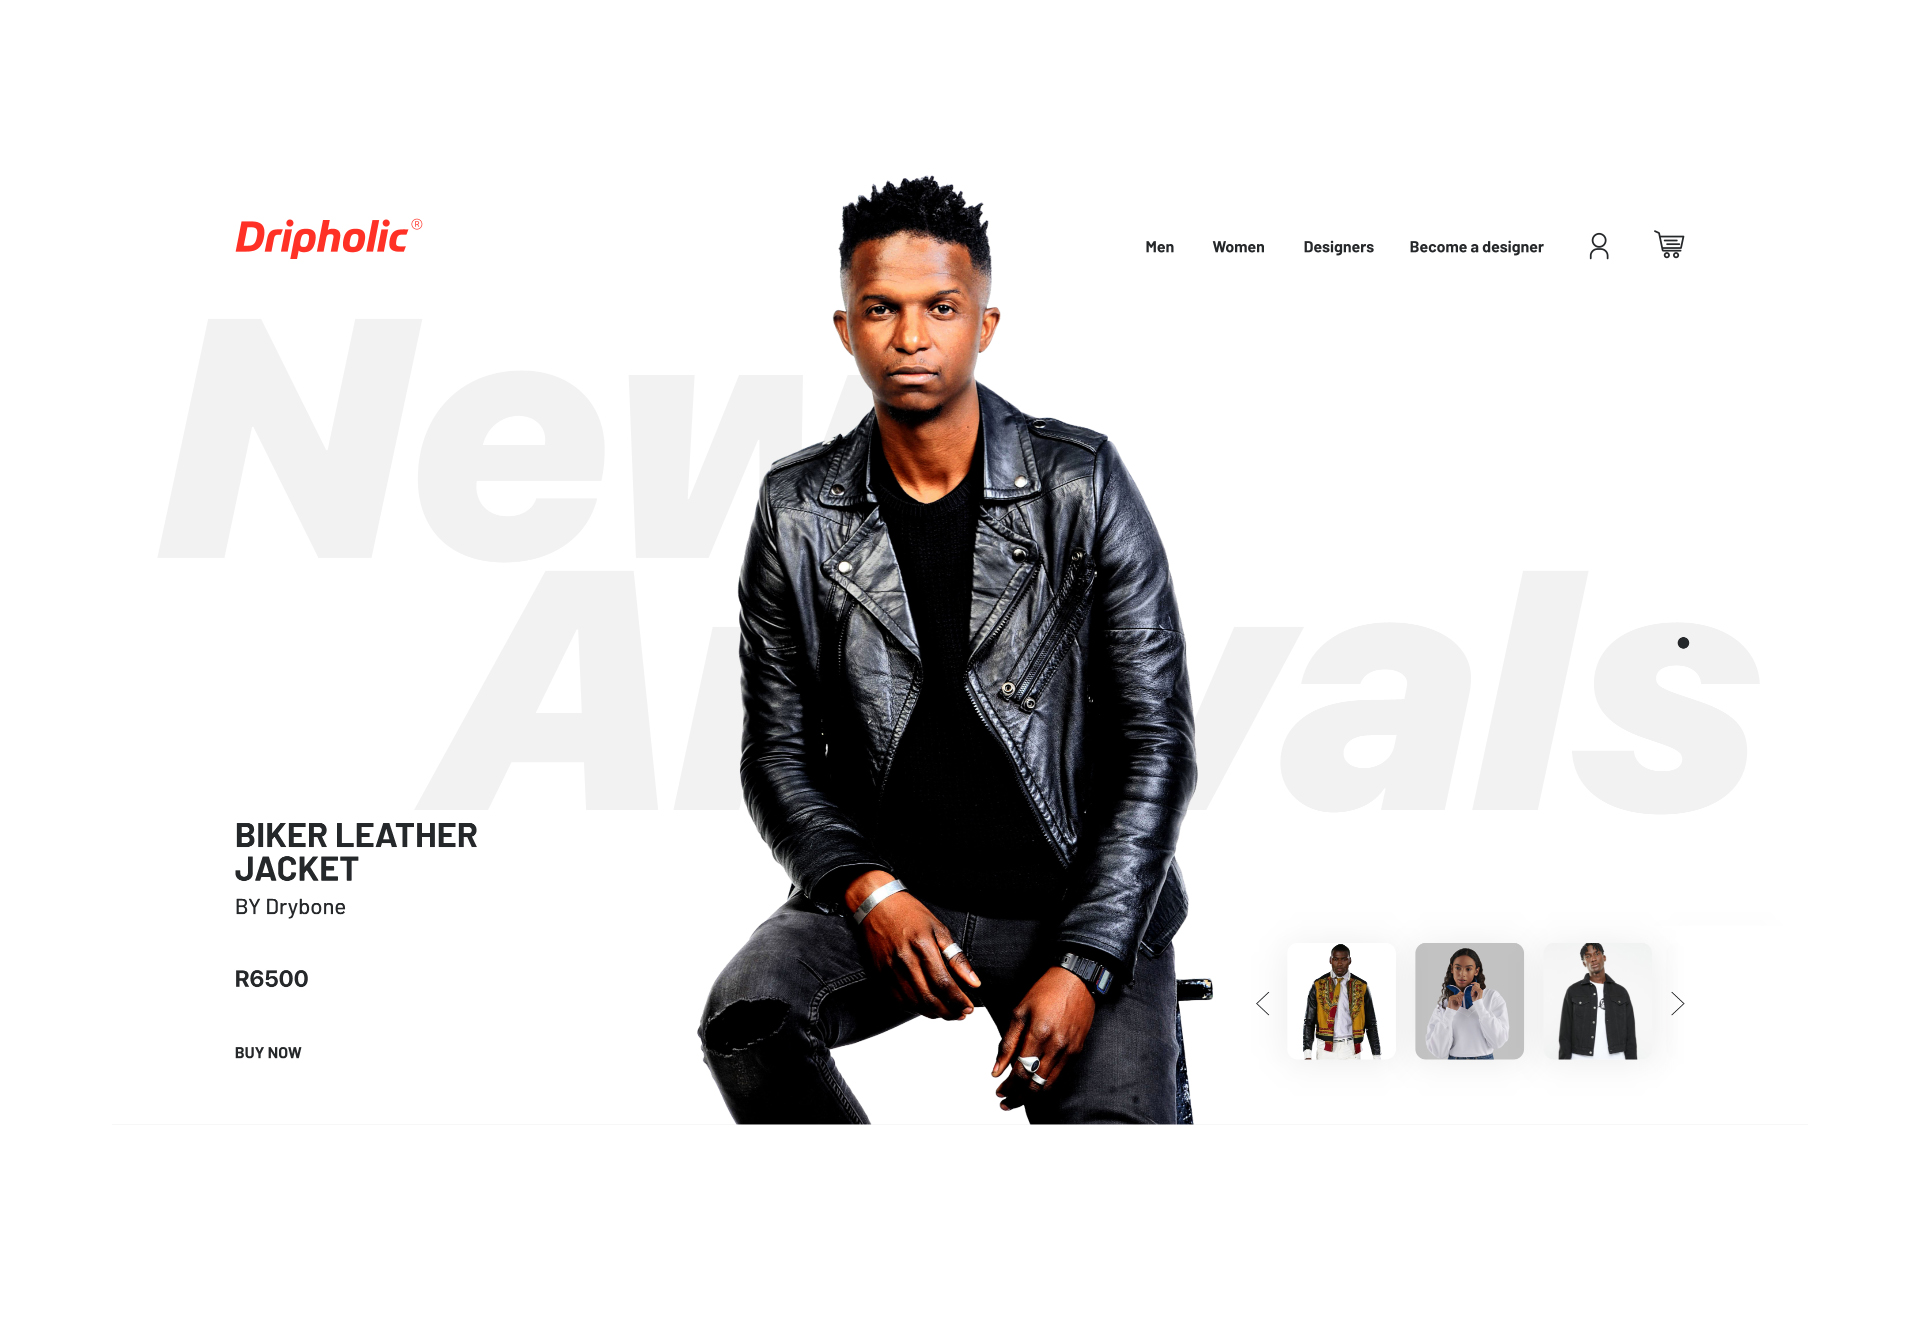 Dripholic®
Men Women Designers Become a designer
New
Arrivals
BIKER LEATHER
JACKET
BY Drybone
R6500
BUY NOW